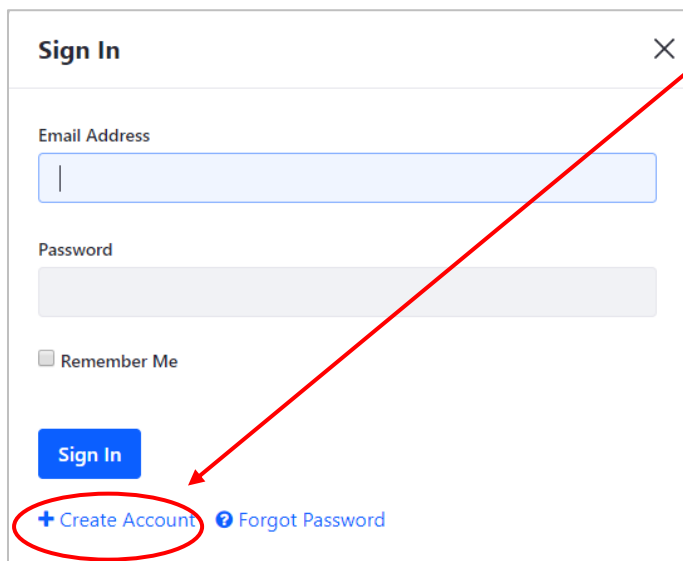 Sign In
Email Address
Password
Remember Me
Sign In
Create Account Forgot Password